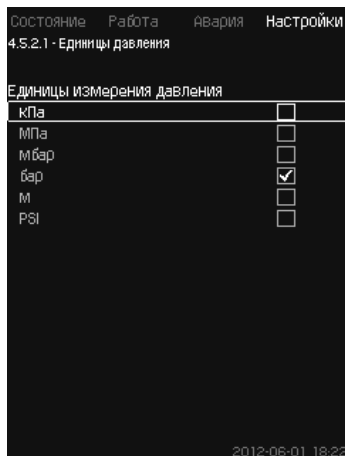 Состояние Работа Авария Настройки
4.5.2.1 - Единицы давления
Единицы измерения давления
кПа
МПа
мбар
бар
м
PSI
2012-06-01 18:22